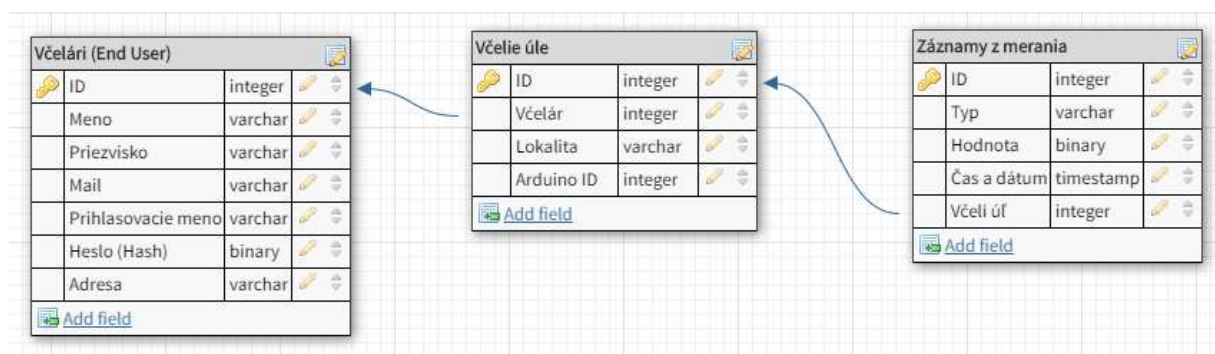 Včelári (End User)
ID integer
Meno varchar
Priezvisko varchar
Mail varchar
Prihlasovacie meno varchar
Heslo (Hash) binary
Adresa varchar
Add field
Včelie úle
ID integer
Včelár integer
Lokalita varchar
Arduino ID integer
Add field
Záznamy z merania
ID integer
Typ varchar
Hodnota binary
Čas a dátum timestamp
Včeli úľ integer
Add field